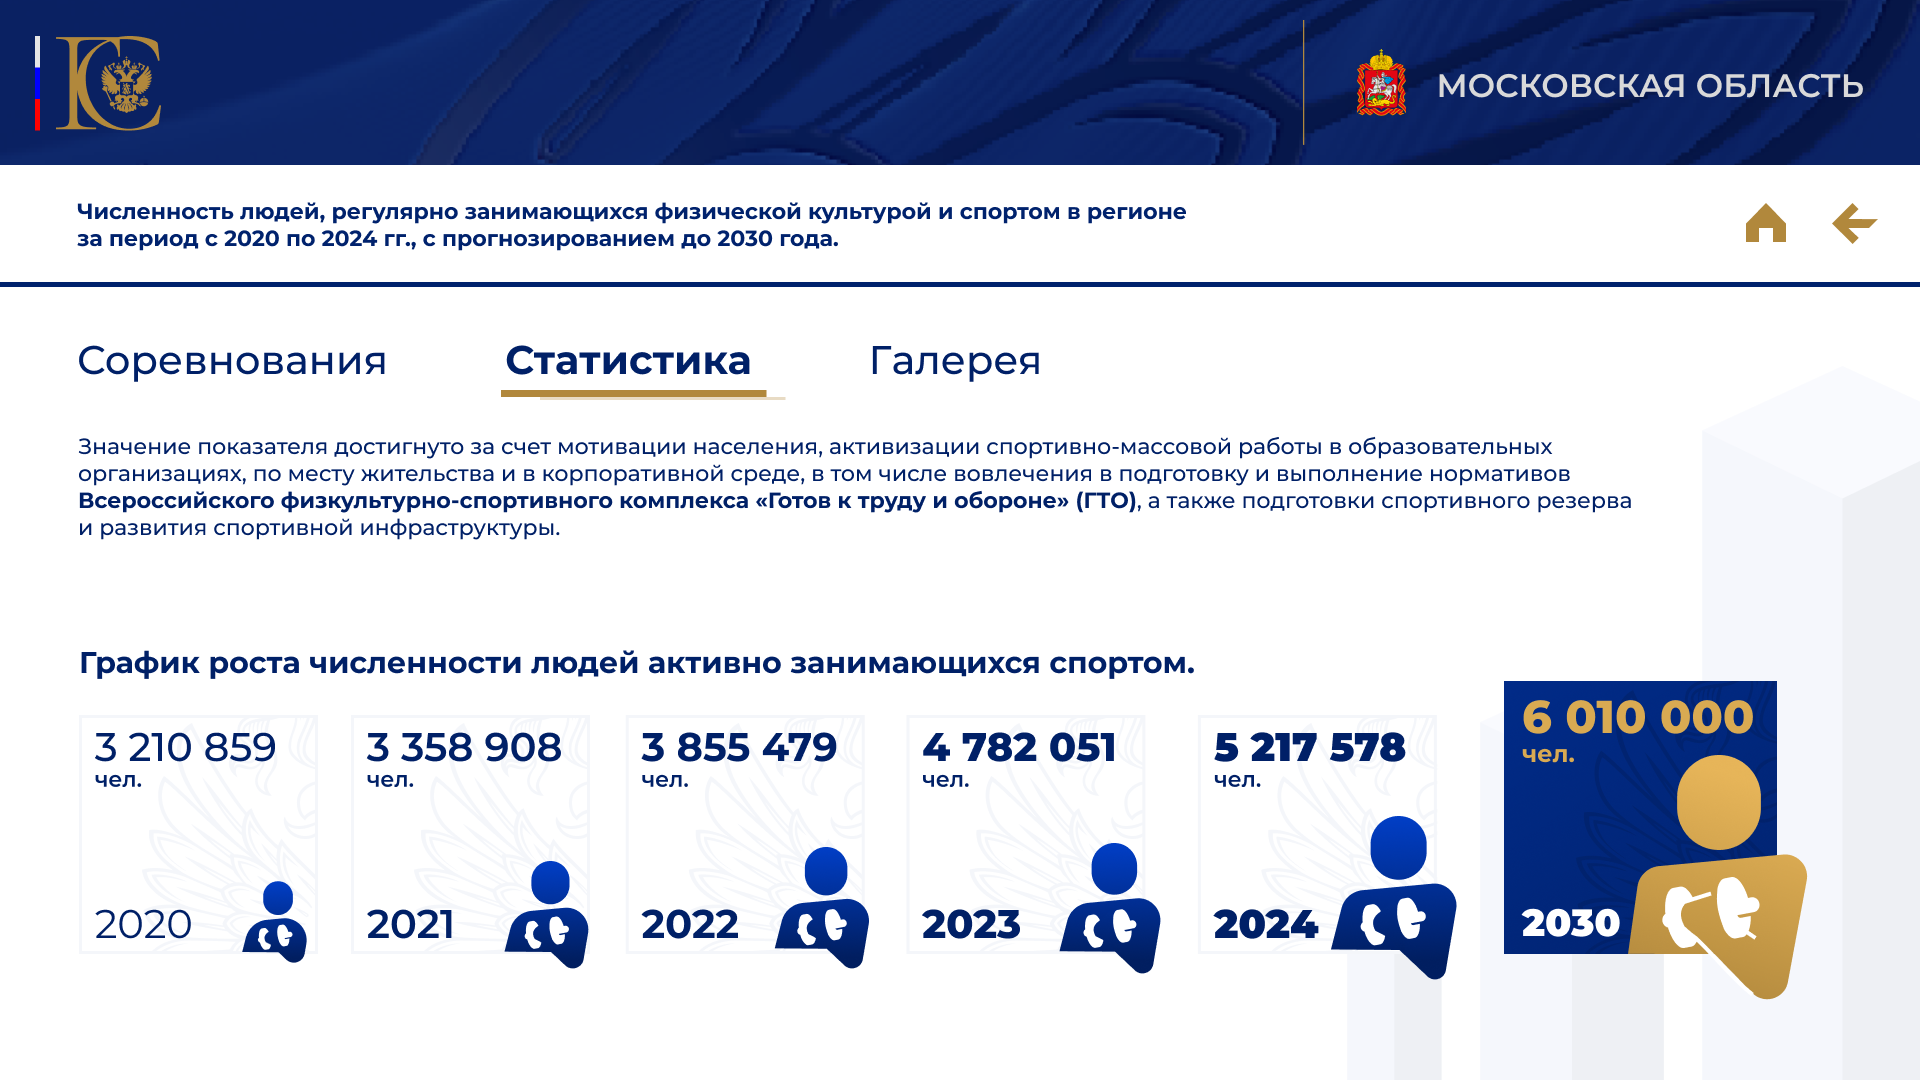 ГС
МОСКОВСКАЯ ОБЛАСТЬ
Численность людей, регулярно занимающихся физической культурой и спортом в регионе
за период с 2020 по 2024 гг., с прогнозированием до 2030 года.
Соревнования
Статистика
Галерея
Значение показателя достигнуто за счет мотивации населения, активизации спортивно-массовой работы в образовательных
организациях, по месту жительства и в корпоративной среде, в том числе вовлечения в подготовку и выполнение нормативов
Всероссийского физкультурно-спортивного комплекса «Готов к труду и обороне» (ГТО), а также подготовки спортивного резерва
и развития спортивной инфраструктуры.
График роста численности людей активно занимающихся спортом.
3 210 859
чел.
2020
3 358 908
чел.
2021
3 855 479
чел.
2022
4 782 051
чел.
2023
5 217 578
чел.
2024
6 010 000
чел.
2030